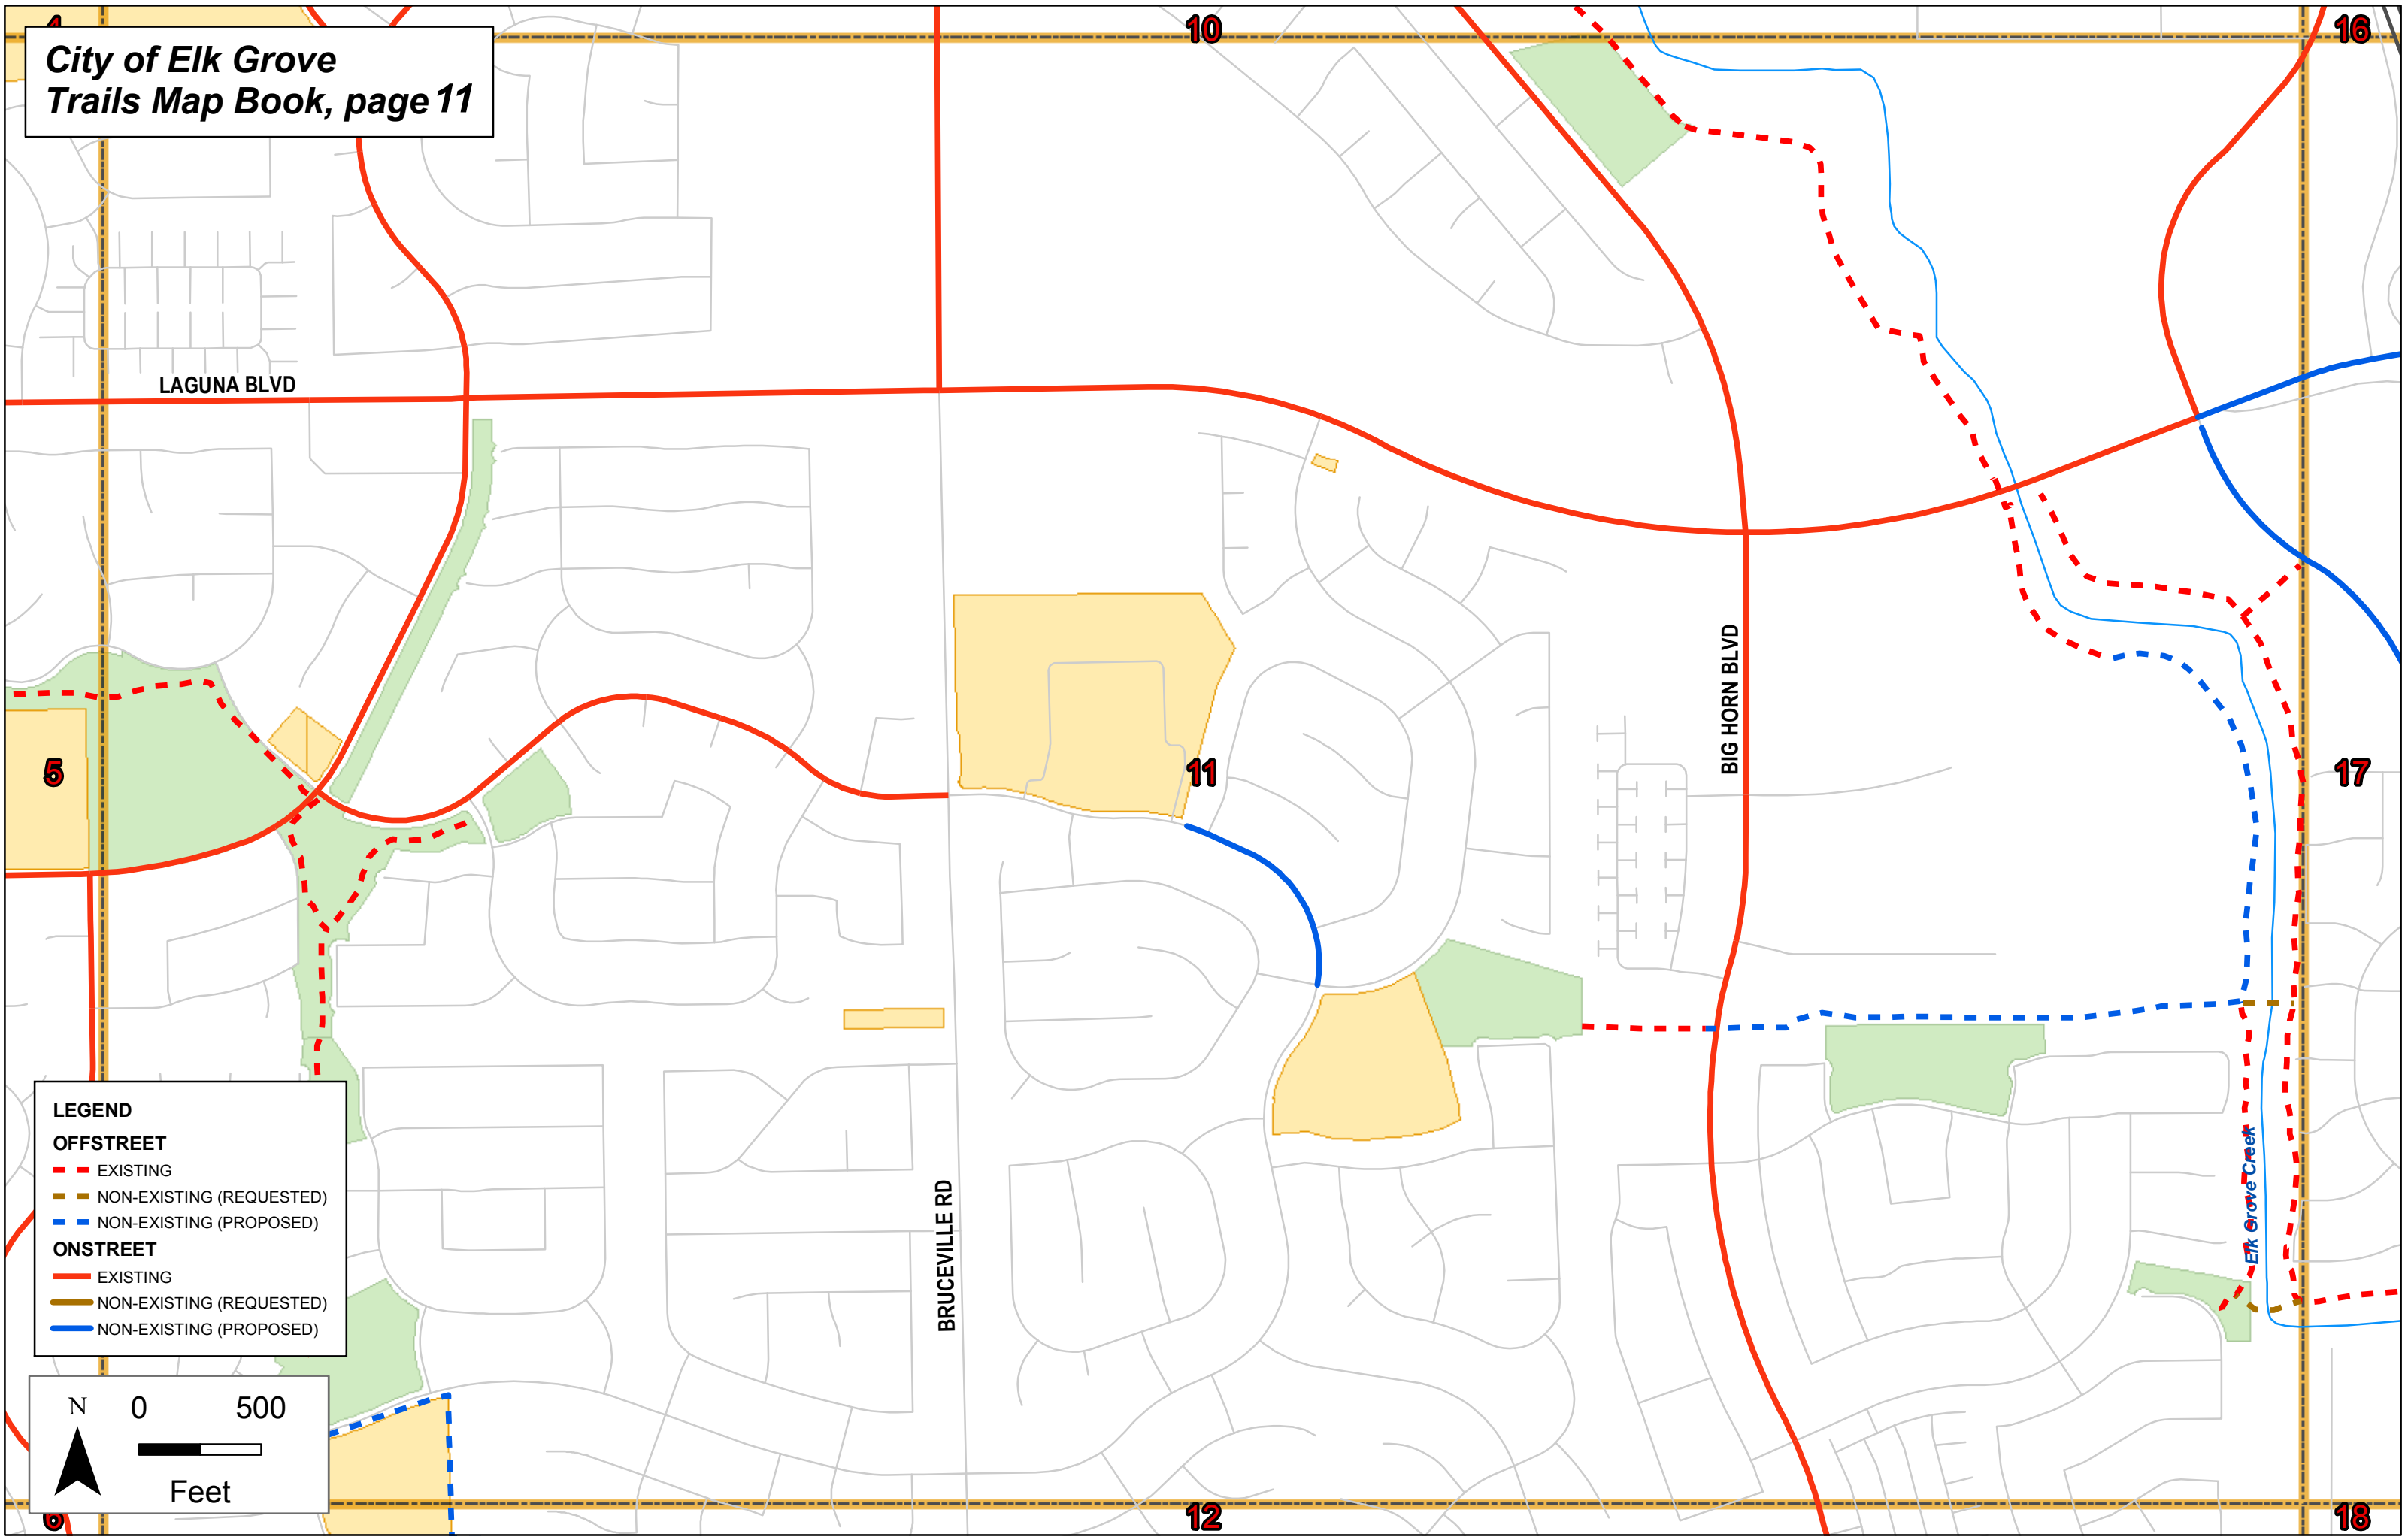 4
10
16
City of Elk Grove
Trails Map Book, page 11
LAGUNA BLVD
BIG HORN BLVD
5
11
17
LEGEND
OFFSTREET
EXISTING
NON-EXISTING (REQUESTED)
NON-EXISTING (PROPOSED)
ONSTREET
EXISTING
NON-EXISTING (REQUESTED)
NON-EXISTING (PROPOSED)
BRUCEVILLE RD
Elk Grove Creek
N
0 500
Feet
6
12
18